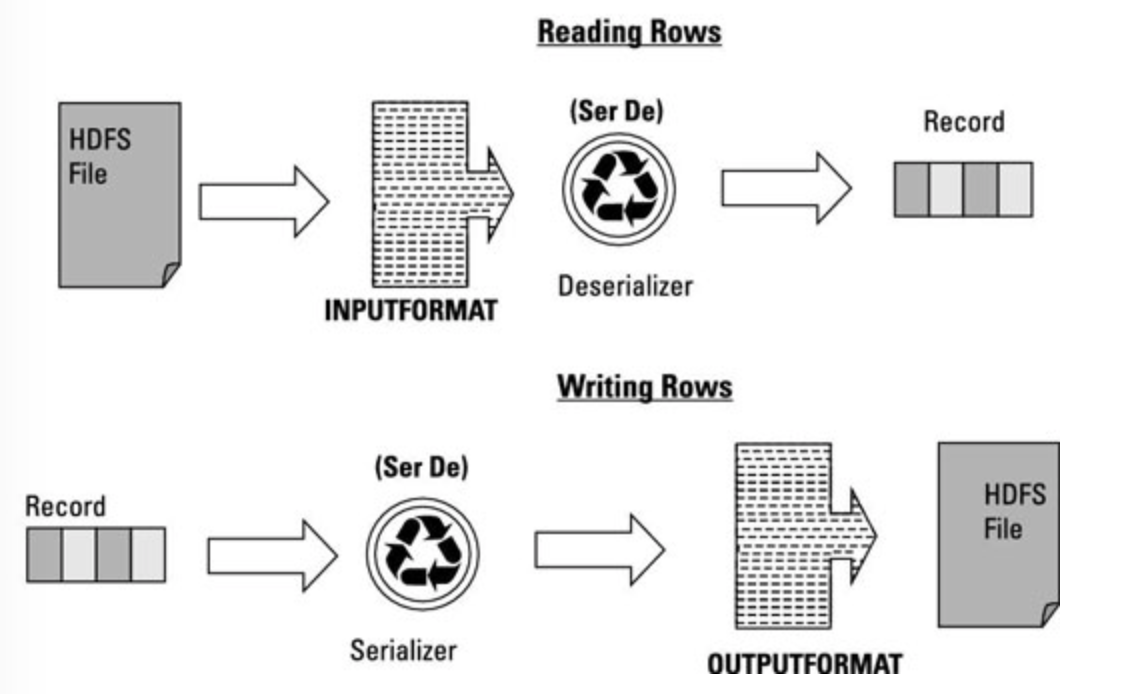 Reading Rows
HDFS
File
(Ser De)
Record
Deserializer
INPUTFORMAT
Writing Rows
(Ser De)
Record
HDFS
File
Serializer
OUTPUTFORMAT